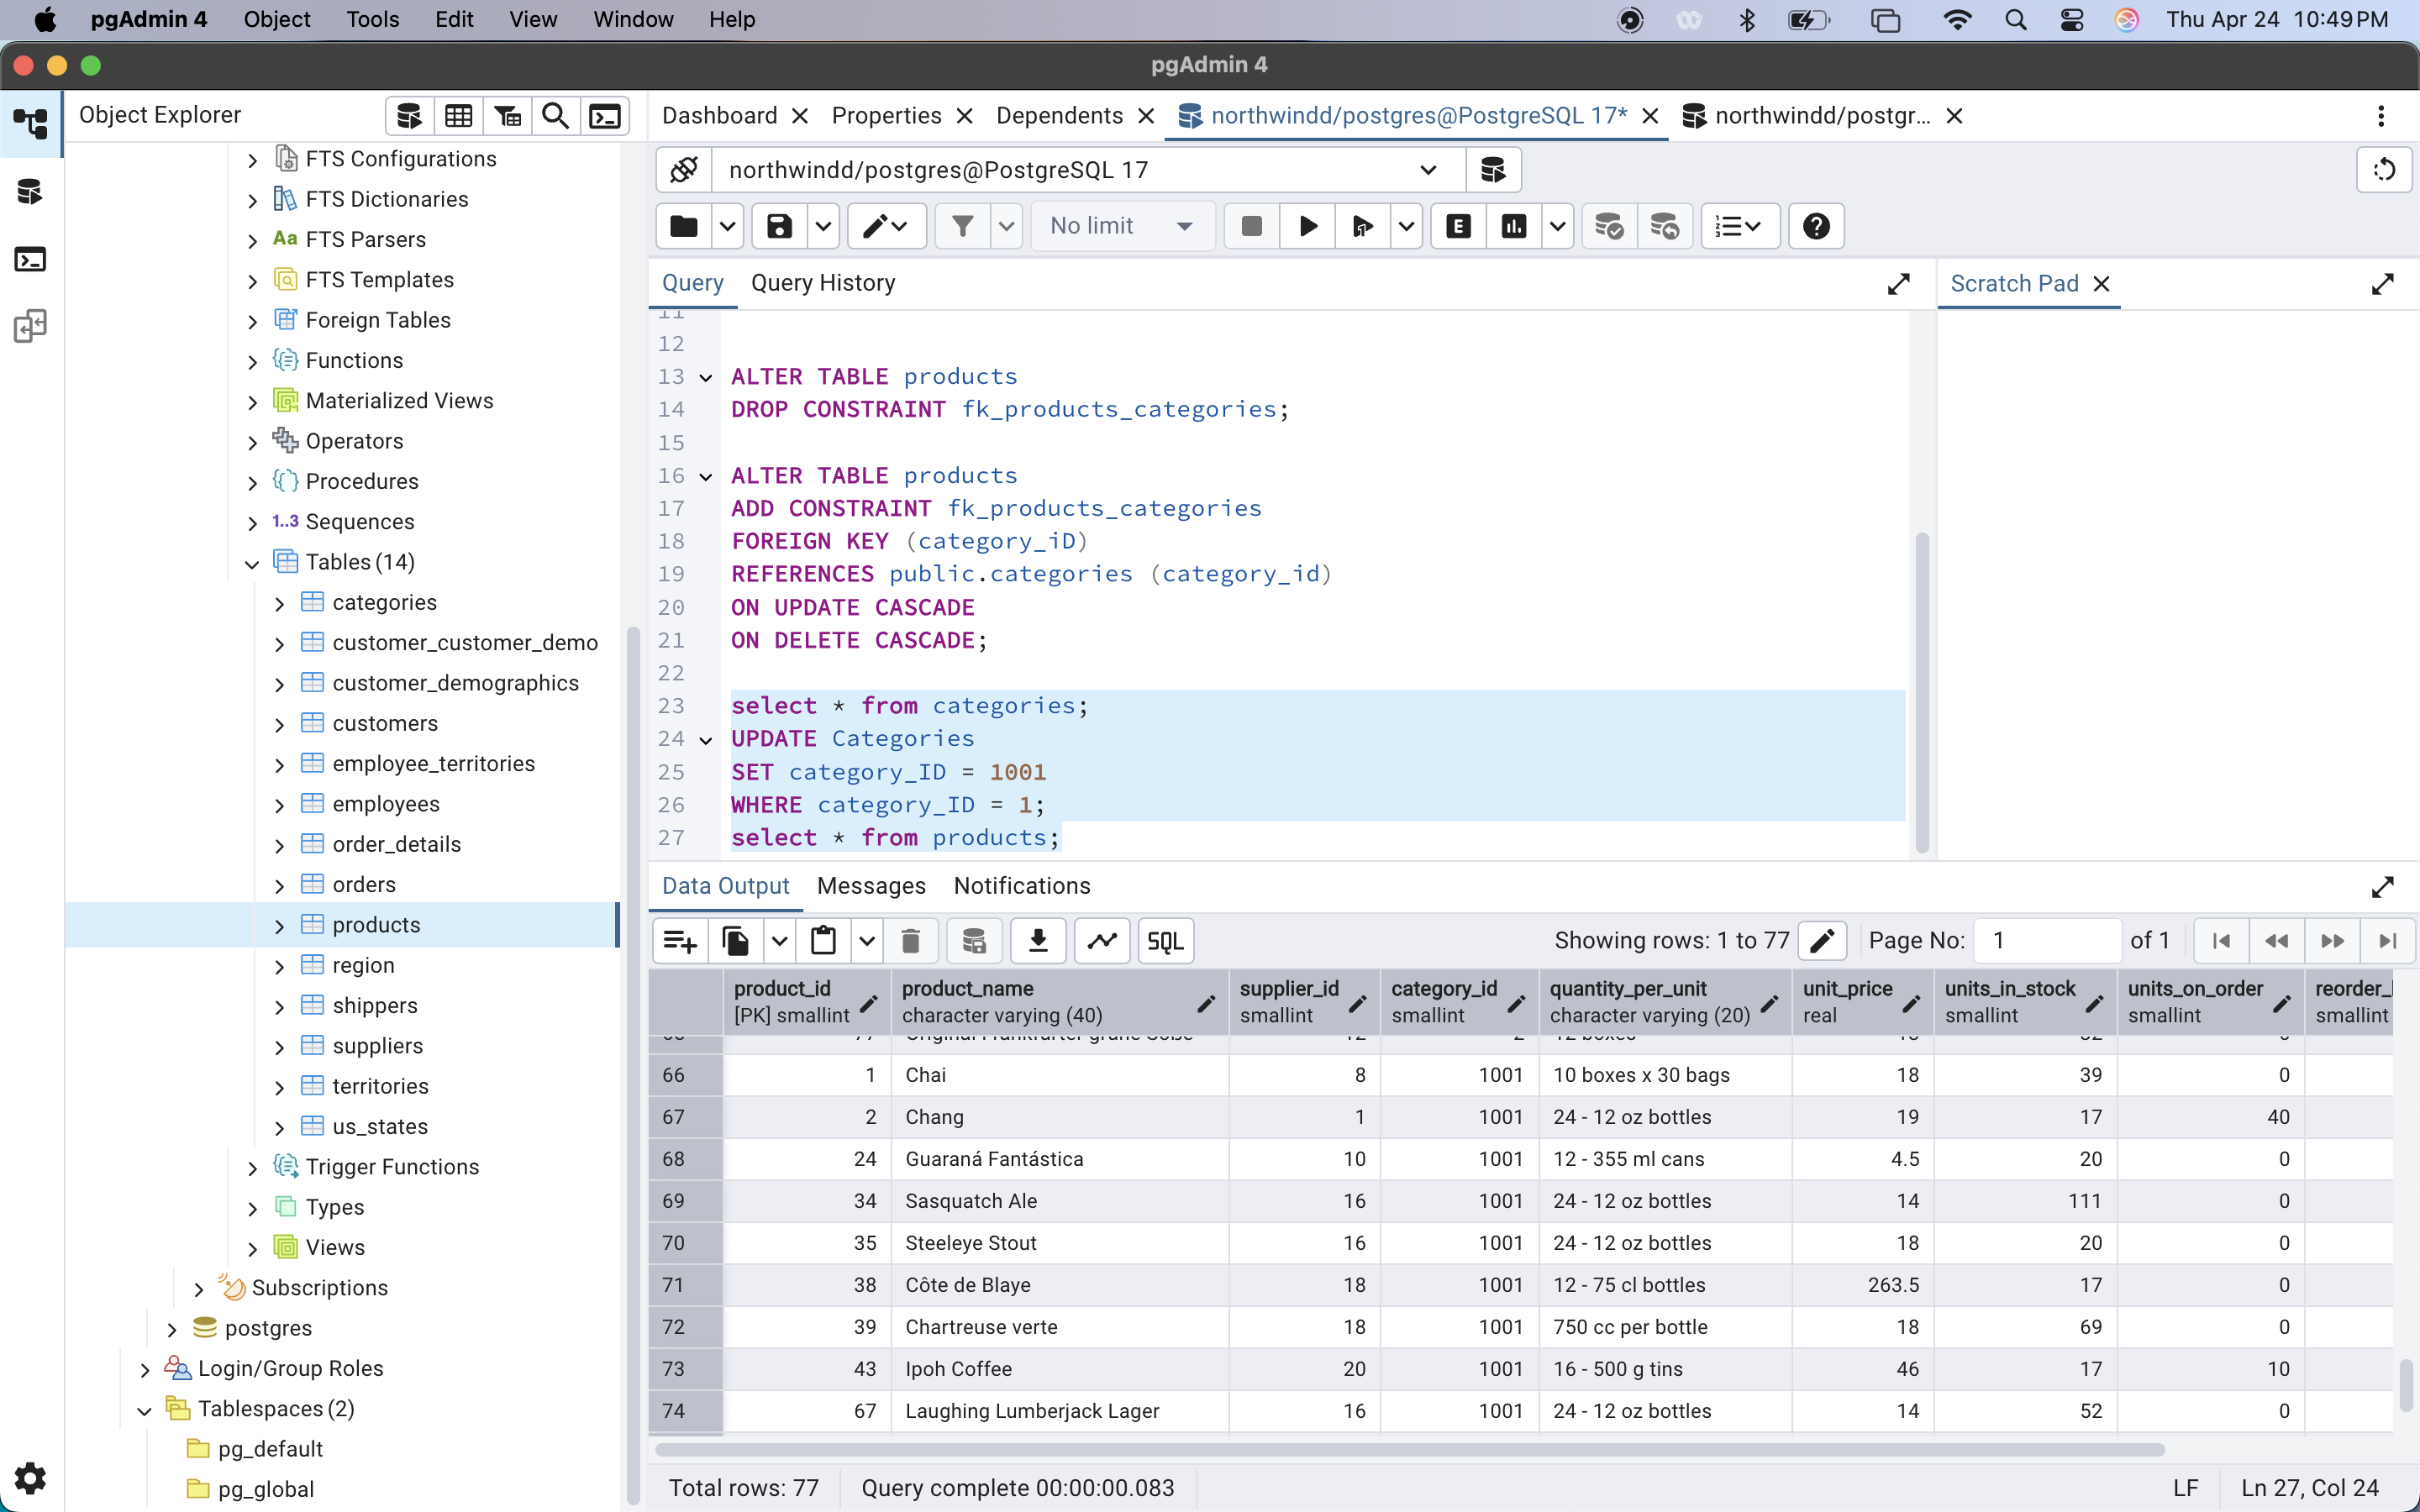 pgAdmin 4 Object Tools Edit View Window Help Thu Apr 24 10:49 PM
pgAdmin 4
Object Explorer
Dashboard Properties Dependents northwindd/postgres@PostgreSQL 17* northwindd/postgr...
northwindd/postgres@PostgreSQL 17
No limit
E
Query Query History
Scratch Pad
FTS Configurations
FTS Dictionaries
Aa FTS Parsers
FTS Templates
Foreign Tables
Functions
Materialized Views
Operators
Procedures
1..3 Sequences
Tables (14)
categories
customer_customer_demo
customer_demographics
customers
employee_territories
employees
order_details
orders
products
region
shippers
suppliers
territories
us_states
Trigger Functions
Types
Views
Subscriptions
postgres
Login/Group Roles
Tablespaces (2)
pg_default
pg_global
11
12
13 ALTER TABLE products
14 DROP CONSTRAINT fk_products_categories;
15
16 ALTER TABLE products
17 ADD CONSTRAINT fk_products_categories
18 FOREIGN KEY (category_iD)
19 REFERENCES public.categories (category_id)
20 ON UPDATE CASCADE
21 ON DELETE CASCADE;
22
23 select * from categories;
24 UPDATE Categories
25 SET category_ID = 1001
26 WHERE category_ID = 1;
27 select * from products;
Data Output Messages Notifications
SQL Showing rows: 1 to 77 Page No: 1 of 1
product_id product_name supplier_id category_id quantity_per_unit unit_price units_in_stock units_on_order
[PK] smallint character varying (40) smallint smallint character varying (20) real smallint smallint smallint
66 1 Chai 8 1001 10 boxes x 30 bags 18 39 0
67 2 Chang 1 1001 24 - 12 oz bottles 19 17 40
68 24 Guaraná Fantástica 10 1001 12 - 355 ml cans 4.5 20 0
69 34 Sasquatch Ale 16 1001 24 - 12 oz bottles 14 111 0
70 35 Steeleye Stout 16 1001 24 - 12 oz bottles 18 20 0
71 38 Côte de Blaye 18 1001 12 - 75 cl bottles 263.5 17 0
72 39 Chartreuse verte 18 1001 750 cc per bottle 18 69 0
73 43 Ipoh Coffee 20 1001 16 - 500 g tins 46 17 10
74 67 Laughing Lumberjack Lager 16 1001 24 - 12 oz bottles 14 52 0
Total rows: 77 Query complete 00:00:00.083 LF Ln 27, Col 24